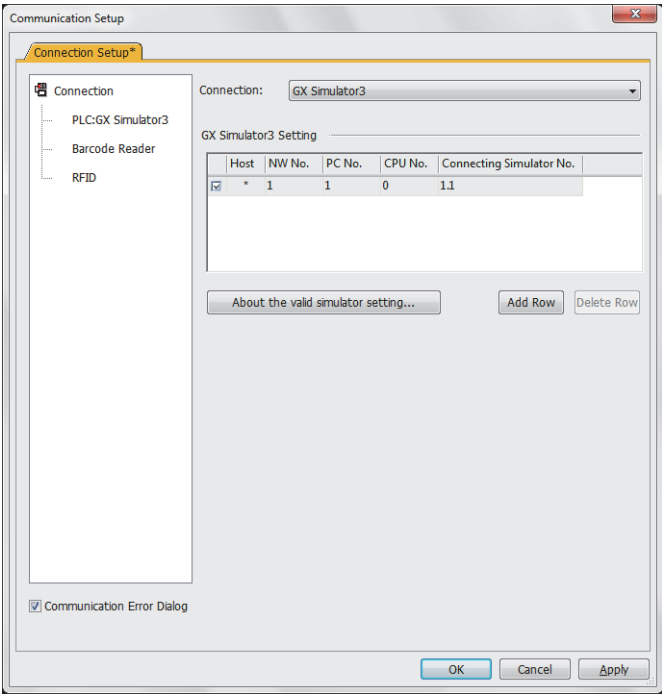 Communication Setup
x
Connection Setup*
Connection
PLC:GX Simulator3
Barcode Reader
RFID
Connection: GX Simulator3
GX Simulator3 Setting
Host NW No. PC No. CPU No. Connecting Simulator No.
* 1 1 0 1.1
About the valid simulator setting... Add Row Delete Row
Communication Error Dialog
OK Cancel Apply